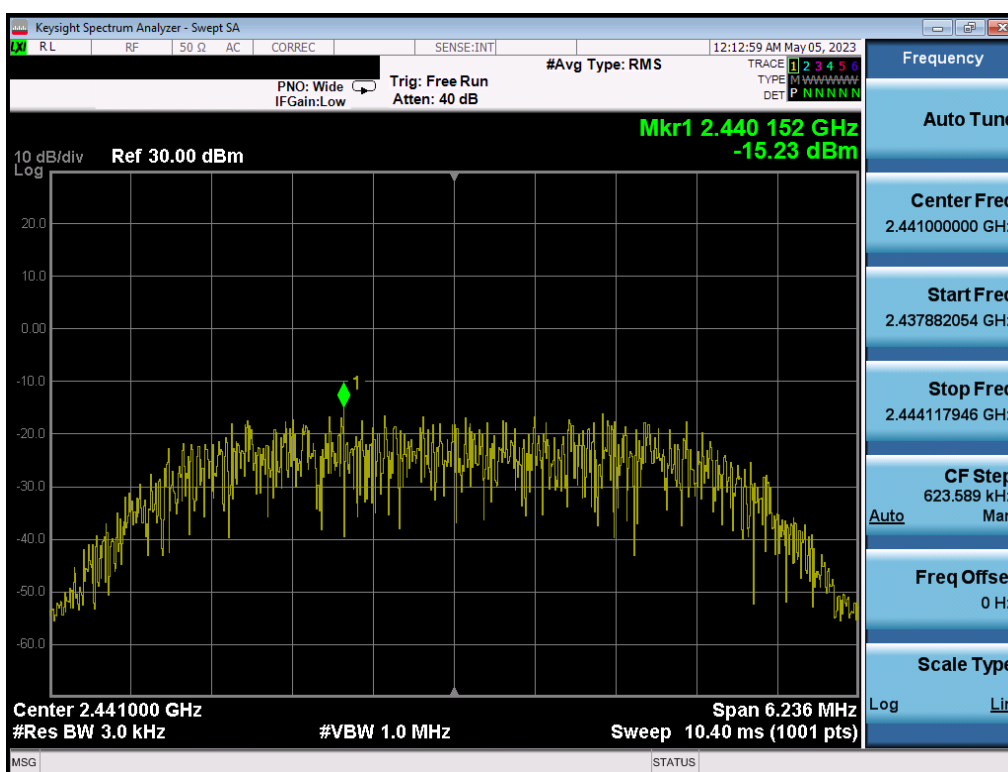 Keysight Spectrum Analyzer - Swept SA
LXI RL RF 50 Ω AC CORREC SENSE:INT 12:12:59 AM May 05, 2023
#Avg Type: RMS
TRACE 1 2 3 4 5 6
PNO: Wide Trig: Free Run
TYPE M WWWWW
IFGain:Low Atten: 40 dB
DET P N N N N N
Mkr1 2.440 152 GHz
-15.23 dBm
10 dB/div Ref 30.00 dBm
Log
20.0
10.0
0.00
-10.0
1
-20.0
-30.0
-40.0
-50.0
-60.0
Center 2.441000 GHz Span 6.236 MHz
#Res BW 3.0 kHz #VBW 1.0 MHz Sweep 10.40 ms (1001 pts)
MSG STATUS
Frequency
Auto Tune
Center Freq
2.441000000 GHz
Start Freq
2.437882054 GHz
Stop Freq
2.444117946 GHz
CF Step
623.589 kHz
Auto Man
Freq Offset
0 Hz
Scale Type
Log Lin